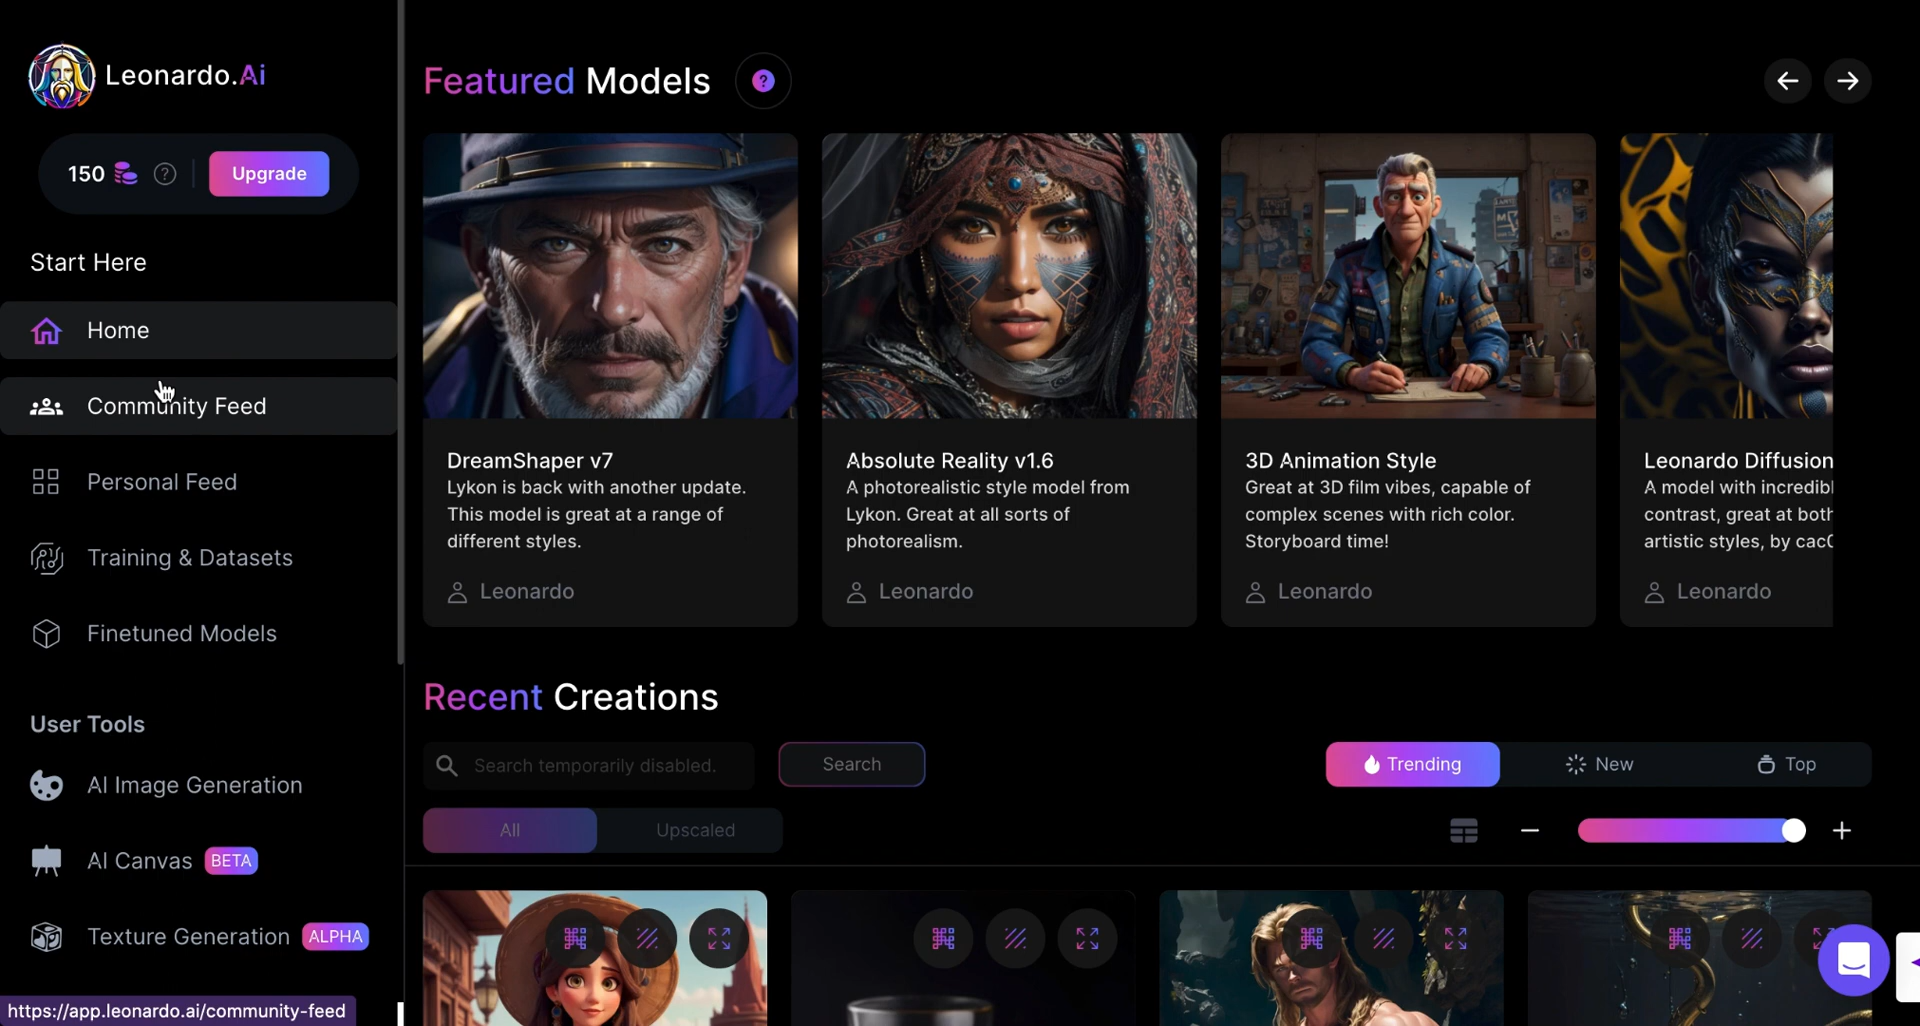 Leonardo.Ai
150
Upgrade
Start Here
Home
Community Feed
Personal Feed
Training & Datasets
Finetuned Models
User Tools
AI Image Generation
AI Canvas BETA
Texture Generation ALPHA
https://app.leonardo.ai/community-feed
Featured Models
DreamShaper v7
Lykon is back with another update.
This model is great at a range of
different styles.
Leonardo
Absolute Reality v1.6
A photorealistic style model from
Lykon. Great at all sorts of
photorealism.
Leonardo
3D Animation Style
Great at 3D film vibes, capable of
complex scenes with rich color.
Storyboard time!
Leonardo
Leonardo Diffusion
A model with incredibl
contrast, great at both
artistic styles, by cac0
Leonardo
Recent Creations
Search temporarily disabled.
Search
Trending
New
Top
All
Upscaled